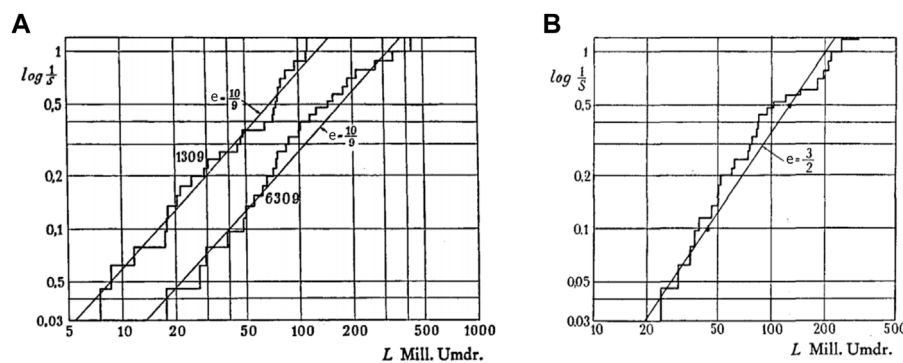 A
B
1
log 1/S
0,5
0,2
0,1
0,05
0,03
e=10/9
e=10/9
1309
6309
5 10 20 50 100 200 500 1000
L Mill. Umdr.
1
log 1/S
0,5
0,2
0,1
0,05
0,03
e=3/2
10 20 50 100 200 500
L Mill. Umdr.